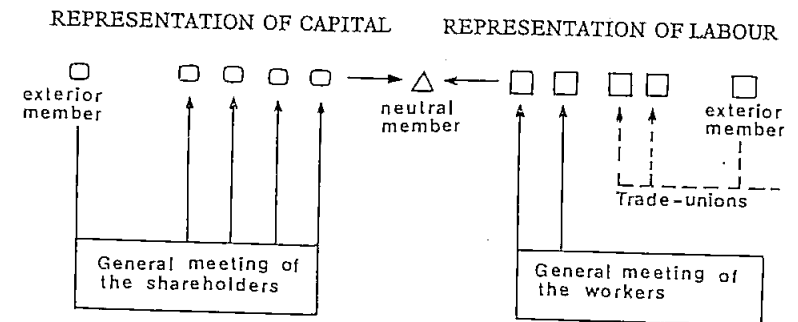 REPRESENTATION OF CAPITAL
REPRESENTATION OF LABOUR
exterior
member
neutral
member
exterior
member
Trade-unions
General meeting of
the shareholders
General meeting of
the workers